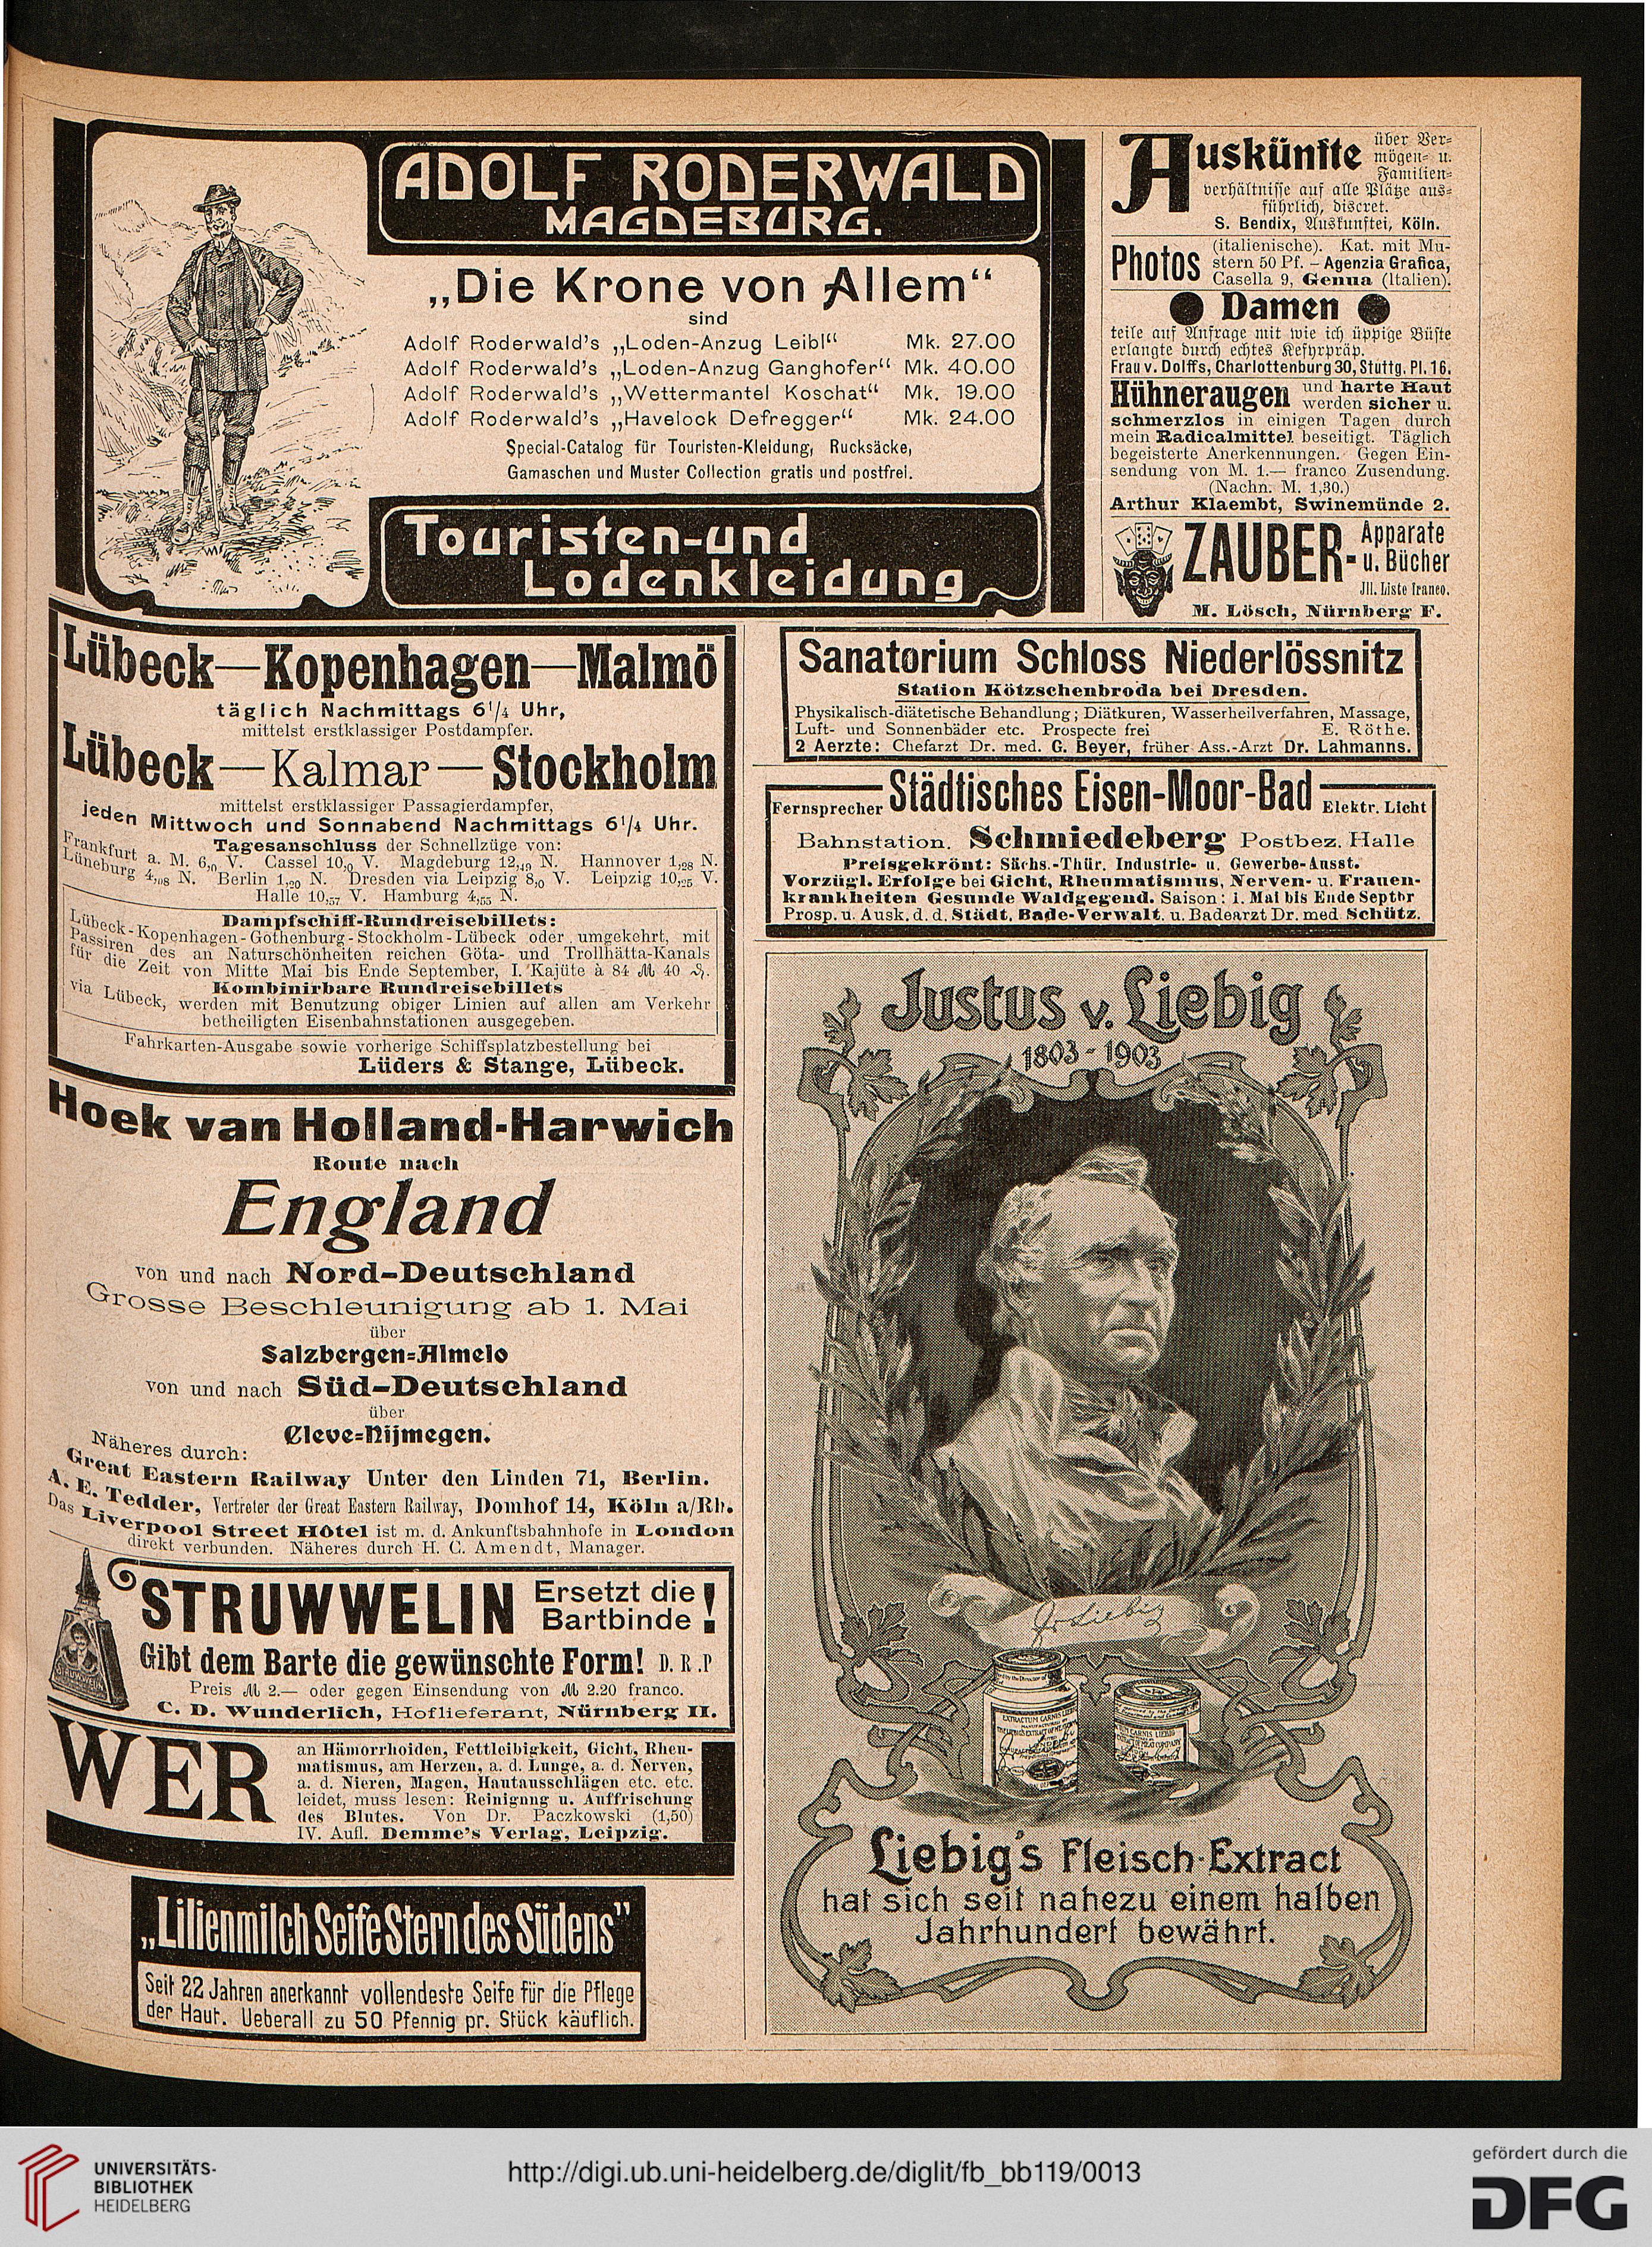 ADOLF RODERWALD
MAGDEBURG.
„Die Krone von Allem“
sind
Adolf Roderwald's „Loden-Anzug Leibl“ Mk. 27.00
Adolf Roderwald's „Loden-Anzug Ganghofer“ Mk. 40.00
Adolf Roderwald's „Wettermantel Koschat“ Mk. 19.00
Adolf Roderwald's „Havelock Defregger“ Mk. 24.00
Special-Catalog für Touristen-Kleidung, Rucksäcke,
Gamaschen und Muster Collection gratis und postfrei.
Touristen-und
Lodenkleidung
Auskünfte über Ver-
mögen- u.
Familien-
verhältnisse auf alle Plätze aus-
führlich, discret.
S. Bendix, Auskunftei, Köln.
Photos (italienische). Kat. mit Mu-
stern 50 Pf. – Agenzia Grafica,
Casella 9, Genua (Italien).
Damen
teile auf Anfrage mit wie ich üppige Büste
erlangte durch echtes Kefyrpräp.
Frau v. Dolffs, Charlottenburg 30, Stuttg. Pl. 16.
Hühneraugen und harte Haut
werden sicher u.
schmerzlos in einigen Tagen durch
mein Radicalmittel beseitigt. Täglich
begeisterte Anerkennungen. Gegen Ein-
sendung von M. 1.— franco Zusendung.
(Nachn. M. 1,30.)
Arthur Klaembt, Swinemünde 2.
ZAUBER- Apparate
u. Bücher
Jll. Liste franco.
M. Lösch, Nürnberg F.
Lübeck—Kopenhagen—Malmö
täglich Nachmittags 6¹/₄ Uhr,
mittelst erstklassiger Postdampfer.
Lübeck—Kalmar—Stockholm
mittelst erstklassiger Passagierdampfer,
jeden Mittwoch und Sonnabend Nachmittags 6¹/₄ Uhr.
Tagesanschluss der Schnellzüge von:
Frankfurt a. M. 6,₀ V. Cassel 10,₀ V. Magdeburg 12,₄₉ N. Hannover 1,₂₈ N.
Lüneburg 4,₀₈ N. Berlin 1,₂₀ N. Dresden via Leipzig 8,₀ V. Leipzig 10,₂₅ V.
Halle 10,₅₇ V. Hamburg 4,₅₅ N.
Dampfschiff-Rundreisebillets:
Lübeck-Kopenhagen-Gothenburg-Stockholm-Lübeck oder umgekehrt, mit
Passiren des an Naturschönheiten reichen Göta- und Trollhätta-Kanals
für die Zeit von Mitte Mai bis Ende September, I. Kajüte à 84 ℳ 40 ₰.
Kombinirbare Rundreisebillets
via Lübeck, werden mit Benutzung obiger Linien auf allen am Verkehr
betheiligten Eisenbahnstationen ausgegeben.
Fahrkarten-Ausgabe sowie vorherige Schiffsplatzbestellung bei
Lüders & Stange, Lübeck.
Hoek van Holland-Harwich
Route nach
England
von und nach Nord-Deutschland
Grosse Beschleunigung ab 1. Mai
über
Salzbergen=Almelo
von und nach Süd-Deutschland
über
Cleve=Nijmegen.
Näheres durch:
Great Eastern Railway Unter den Linden 71, Berlin.
A. E. Tedder, Vertreter der Great Eastern Railway, Domhof 14, Köln a/Rh.
Das Liverpool Street Hôtel ist m. d. Ankunftsbahnhofe in London
direkt verbunden. Näheres durch H. C. Amendt, Manager.
STRUWWELIN Ersetzt die
Bartbinde!
Gibt dem Barte die gewünschte Form! D. R. P
Preis ℳ 2.— oder gegen Einsendung von ℳ 2.20 franco.
C. D. Wunderlich, Hoflieferant, Nürnberg II.
STRUWWELIN
WER an Hämorrhoiden, Fettleibigkeit, Gicht, Rheu-
matismus, am Herzen, a. d. Lunge, a. d. Nerven,
a. d. Nieren, Magen, Hautausschlägen etc. etc.
leidet, muss lesen: Reinigung u. Auffrischung
des Blutes. Von Dr. Paczkowski (1,50)
IV. Aufl. Demme's Verlag, Leipzig.
„Lilienmilch Seife Stern des Südens”
Seit 22 Jahren anerkannt vollendeste Seife für die Pflege
der Haut. Ueberall zu 50 Pfennig pr. Stück käuflich.
Sanatorium Schloss Niederlössnitz
Station Kötzschenbroda bei Dresden.
Physikalisch-diätetische Behandlung; Diätkuren, Wasserheilverfahren, Massage,
Luft- und Sonnenbäder etc. Prospecte frei E. Röthe.
2 Aerzte: Chefarzt Dr. med. G. Beyer, früher Ass.-Arzt Dr. Lahmanns.
Fernsprecher Städtisches Eisen-Moor-Bad Elektr. Licht
Bahnstation. Schmiedeberg Postbez. Halle
Preisgekrönt: Sächs.-Thür. Industrie- u. Gewerbe-Ausst.
Vorzügl. Erfolge bei Gicht, Rheumatismus, Nerven- u. Frauen-
krankheiten Gesunde Waldgegend. Saison: 1. Mai bis Ende Septbr
Prosp. u. Ausk. d. d. Städt. Bade-Verwalt. u. Badearzt Dr. med Schütz.
Justus v. Liebig
1803 - 1903
J. v. Liebig
EXTRACTUM CARNIS LIEBIG
Liebig's Fleisch-Extract
hat sich seit nahezu einem halben
Jahrhundert bewährt.
UNIVERSITÄTS-
BIBLIOTHEK
HEIDELBERG
http://digi.ub.uni-heidelberg.de/diglit/fb_bb119/0013
gefördert durch die
DFG